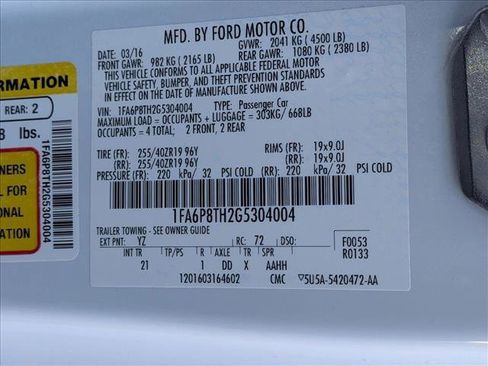 MFD. BY FORD MOTOR CO.
DATE: 03/16 GVWR: 2041 KG ( 4500 LB)
FRONT GAWR: 982 KG ( 2165 LB) REAR GAWR: 1080 KG ( 2380 LB)
THIS VEHICLE CONFORMS TO ALL APPLICABLE FEDERAL MOTOR
VEHICLE SAFETY, BUMPER, AND THEFT PREVENTION STANDARDS
IN EFFECT ON THE DATE OF MANUFACTURE SHOWN ABOVE.
VIN: 1FA6P8TH2G5304004 TYPE: Passenger Car
MAXIMUM LOAD = OCCUPANTS + LUGGAGE = 303KG/ 668LB
OCCUPANTS = 4 TOTAL; 2 FRONT, 2 REAR
TIRE (FR): 255/40ZR19 96Y RIMS (FR): 19x9.0J
TIRE (RR): 255/40ZR19 96Y (RR): 19x9.0J
PRESSURE (FR): 220 kPa/ 32 PSI COLD (RR): 220 kPa/ 32 PSI COLD
1FA6P8TH2G5304004
TRAILER TOWING - SEE OWNER GUIDE
EXT PNT: YZ RC: 72 DSO: F0053
R0133
INT TR TP/PS R AXLE TR SPR
21 1 DD X AAHH
1201603164602 CMC 5U5A-5420472-AA
FORMATION
REAR: 2
8 lbs.
NERS
L FOR
ONAL
N
1FA6P8TH2G5304004